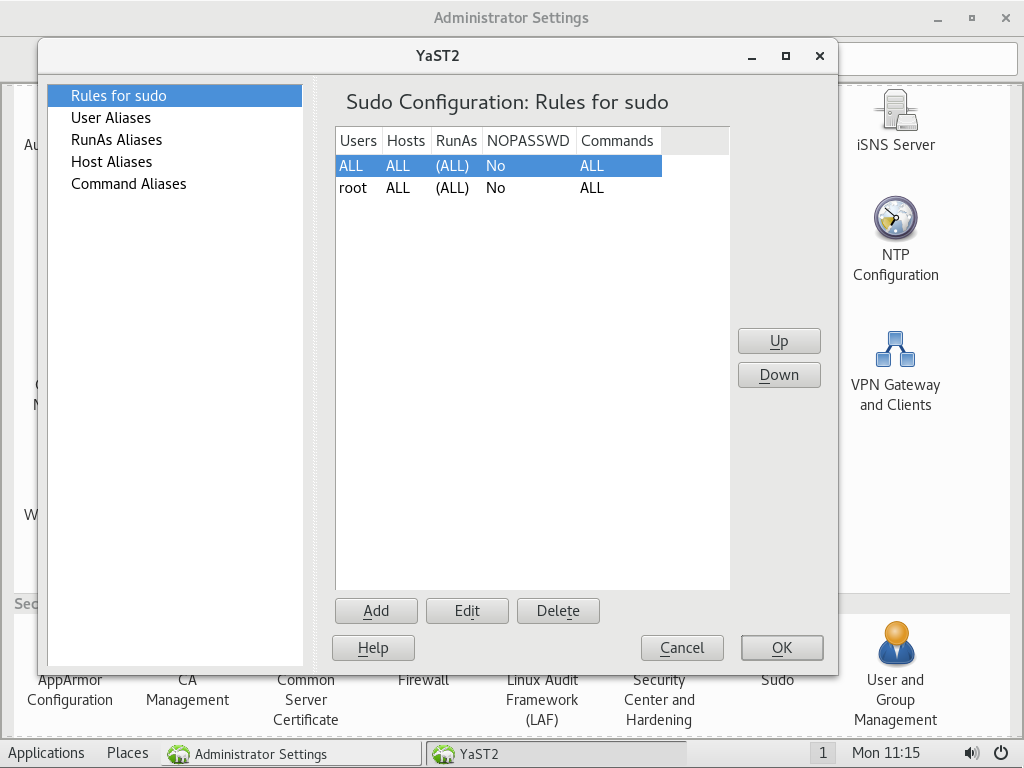 Administrator Settings
YaST2
Rules for sudo
User Aliases
RunAs Aliases
Host Aliases
Command Aliases
Sudo Configuration: Rules for sudo
Users Hosts RunAs NOPASSWD Commands
ALL ALL (ALL) No ALL
root ALL (ALL) No ALL
Up
Down
Add Edit Delete
Help Cancel OK
iSNS Server
NTP
Configuration
VPN Gateway
and Clients
AppArmor
Configuration
CA
Management
Common
Server
Certificate
Firewall
Linux Audit
Framework
(LAF)
Security
Center and
Hardening
Sudo
User and
Group
Management
Applications Places Administrator Settings YaST2 1 Mon 11:15